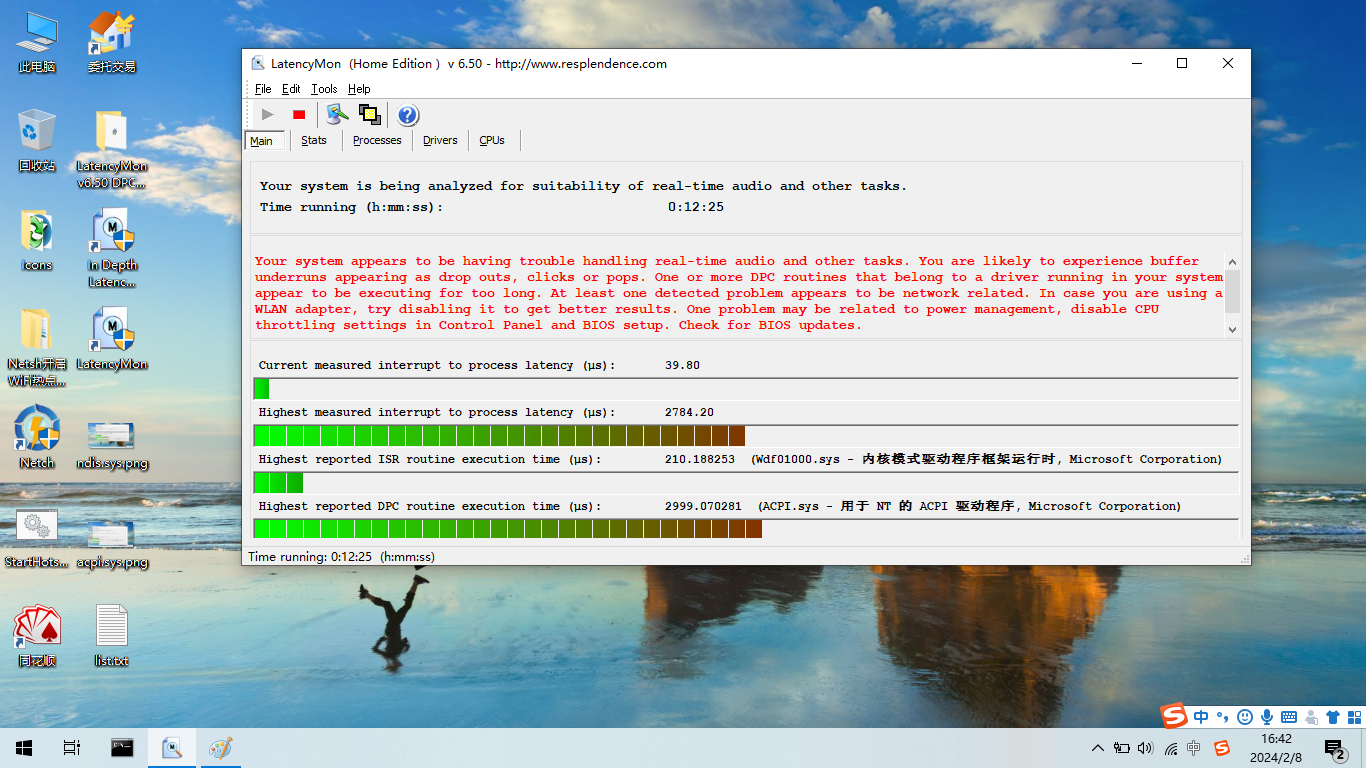 此电脑
委托交易
回收站
LatencyMon
v6.50 DPC...
Icons
In Depth
Latenc...
Netsh开启
WiFi热点...
LatencyMon
Netch
ndis.sys.png
StartHots...
acpi.sys.png
同花顺
list.txt
LatencyMon (Home Edition ) v 6.50 - http://www.resplendence.com
File Edit Tools Help
Main Stats Processes Drivers CPUs
Your system is being analyzed for suitability of real-time audio and other tasks.
Time running (h:mm:ss): 0:12:25
Your system appears to be having trouble handling real-time audio and other tasks. You are likely to experience buffer
underruns appearing as drop outs, clicks or pops. One or more DPC routines that belong to a driver running in your system
appear to be executing for too long. At least one detected problem appears to be network related. In case you are using a
WLAN adapter, try disabling it to get better results. One problem may be related to power management, disable CPU
throttling settings in Control Panel and BIOS setup. Check for BIOS updates.
Current measured interrupt to process latency (µs): 39.80
Highest measured interrupt to process latency (µs): 2784.20
Highest reported ISR routine execution time (µs): 210.188253 (Wdf01000.sys - 内核模式驱动程序框架运行时, Microsoft Corporation)
Highest reported DPC routine execution time (µs): 2999.070281 (ACPI.sys - 用于 NT 的 ACPI 驱动程序, Microsoft Corporation)
Time running: 0:12:25 (h:mm:ss)
S 中 °,
中 S
16:42
2024/2/8
2